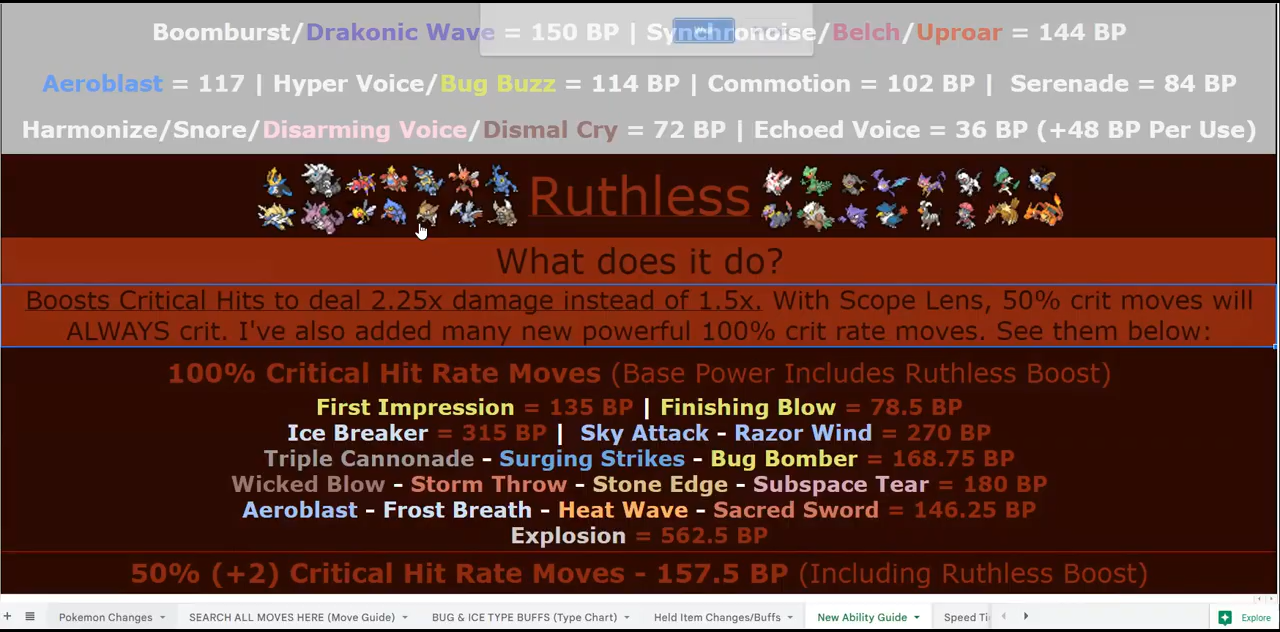 Boomburst/Drakonic Wave = 150 BP | Synchronoise/Belch/Uproar = 144 BP
Aeroblast = 117 | Hyper Voice/Bug Buzz = 114 BP | Commotion = 102 BP | Serenade = 84 BP
Harmonize/Snore/Disarming Voice/Dismal Cry = 72 BP | Echoed Voice = 36 BP (+48 BP Per Use)
Ruthless
What does it do?
Boosts Critical Hits to deal 2.25x damage instead of 1.5x. With Scope Lens, 50% crit moves will
ALWAYS crit. I've also added many new powerful 100% crit rate moves. See them below:
100% Critical Hit Rate Moves (Base Power Includes Ruthless Boost)
First Impression = 135 BP | Finishing Blow = 78.5 BP
Ice Breaker = 315 BP | Sky Attack - Razor Wind = 270 BP
Triple Cannonade - Surging Strikes - Bug Bomber = 168.75 BP
Wicked Blow - Storm Throw - Stone Edge - Subspace Tear = 180 BP
Aeroblast - Frost Breath - Heat Wave - Sacred Sword = 146.25 BP
Explosion = 562.5 BP
50% (+2) Critical Hit Rate Moves - 157.5 BP (Including Ruthless Boost)
+ Pokemon Changes SEARCH ALL MOVES HERE (Move Guide) BUG & ICE TYPE BUFFS (Type Chart) Held Item Changes/Buffs New Ability Guide Speed Ti Explore